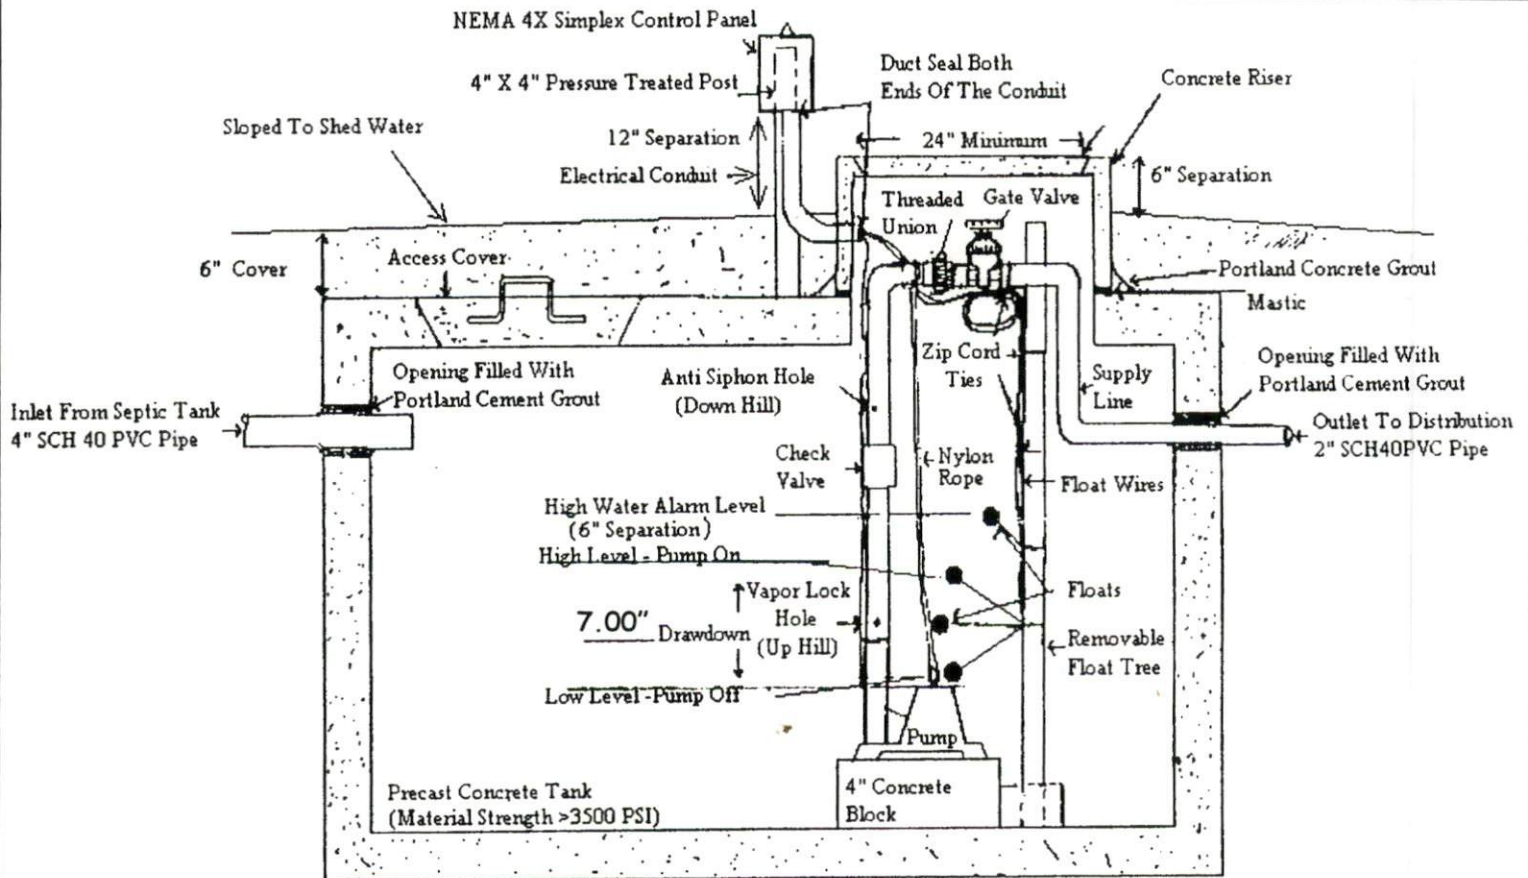 NEMA 4X Simplex Control Panel
4" X 4" Pressure Treated Post
Duct Seal Both
Ends Of The Conduit
Concrete Riser
Sloped To Shed Water
12" Separation
24" Minimum
Electrical Conduit
6" Separation
Threaded
Union
Gate Valve
6" Cover
Access Cover
Portland Concrete Grout
Mastic
Opening Filled With
Portland Cement Grout
Anti Siphon Hole
(Down Hill)
Zip Cord
Ties
Supply
Line
Opening Filled With
Portland Cement Grout
Inlet From Septic Tank
4" SCH 40 PVC Pipe
Outlet To Distribution
2" SCH40PVC Pipe
Check
Valve
Nylon
Rope
Float Wires
High Water Alarm Level
(6" Separation)
High Level - Pump On
Vapor Lock
Hole
(Up Hill)
7.00" Drawdown
Floats
Removable
Float Tree
Low Level -Pump Off
Pump
Precast Concrete Tank
(Material Strength >3500 PSI)
4" Concrete
Block